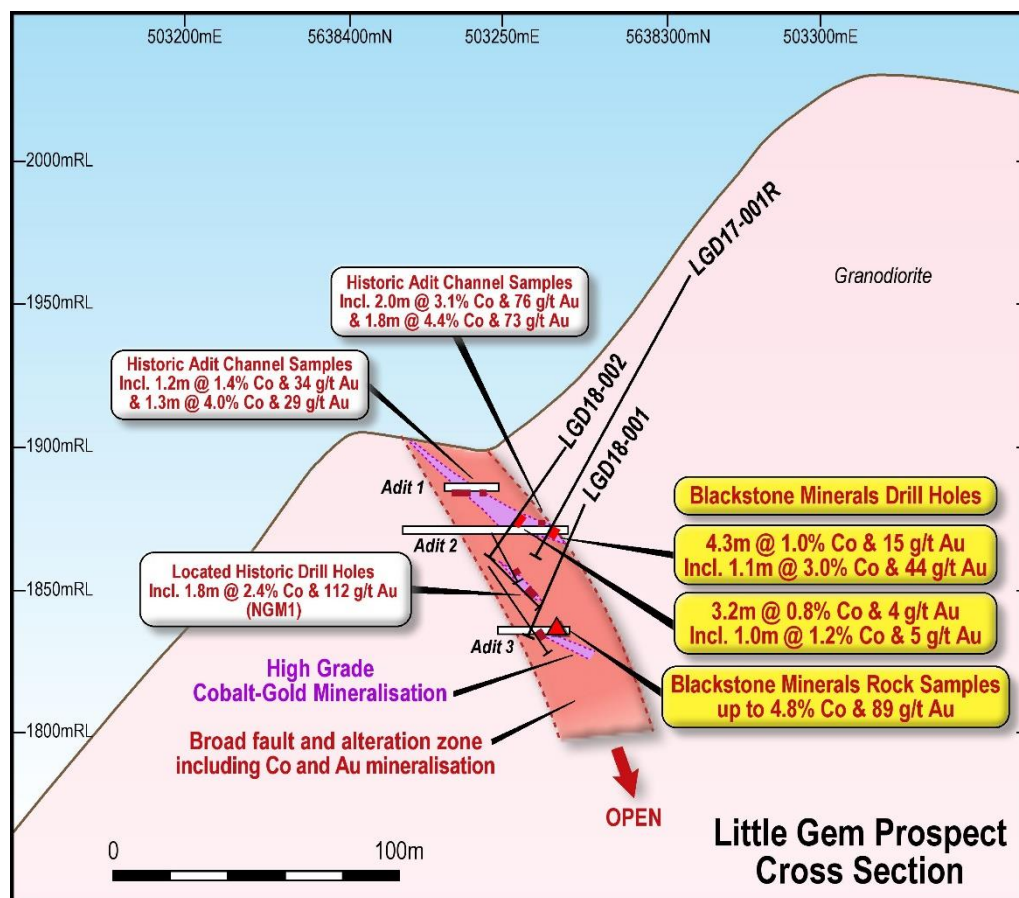 503200mE
5638400mN
503250mE
5638300mN
503300mE
2000mRL
1950mRL
1900mRL
1850mRL
1800mRL
LGD17-001R
Granodiorite
Historic Adit Channel Samples
Incl. 2.0m @ 3.1% Co & 76 g/t Au
& 1.8m @ 4.4% Co & 73 g/t Au
Historic Adit Channel Samples
Incl. 1.2m @ 1.4% Co & 34 g/t Au
& 1.3m @ 4.0% Co & 29 g/t Au
LGD18-002
LGD18-001
Adit 1
Adit 2
Adit 3
Blackstone Minerals Drill Holes
4.3m @ 1.0% Co & 15 g/t Au
Incl. 1.1m @ 3.0% Co & 44 g/t Au
3.2m @ 0.8% Co & 4 g/t Au
Incl. 1.0m @ 1.2% Co & 5 g/t Au
Located Historic Drill Holes
Incl. 1.8m @ 2.4% Co & 112 g/t Au
(NGM1)
High Grade
Cobalt-Gold Mineralisation
Blackstone Minerals Rock Samples
up to 4.8% Co & 89 g/t Au
Broad fault and alteration zone
including Co and Au mineralisation
OPEN
0
100m
Little Gem Prospect
Cross Section